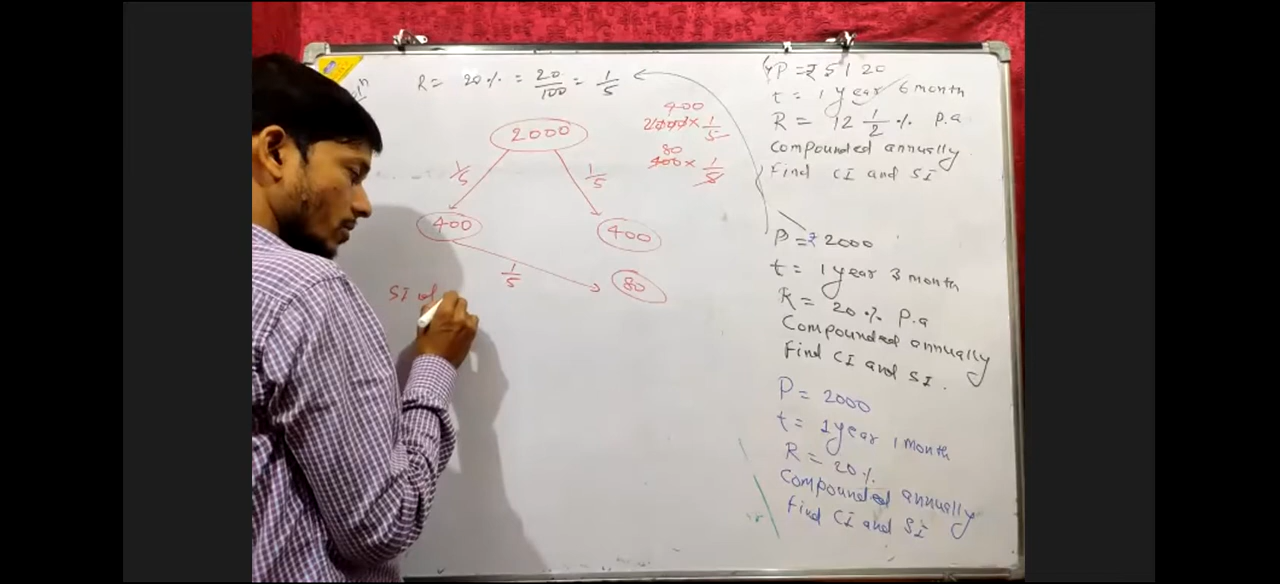 R = 20% = 20/100 = 1/5
2000
1/5
1/5
400
400
1/5
80
SI of
400
2000 × 1/5
80
400 × 1/5
P = ₹ 5120
t = 1 year 6 month
R = 12 1/2 % p.a
Compounded annually
Find CI and SI
P = ₹ 2000
t = 1 year 3 month
R = 20 % p.a
Compounded annually
Find CI and SI.
P = 2000
t = 1 year 1 month
R = 20 %
Compounded annually
Find CI and SI